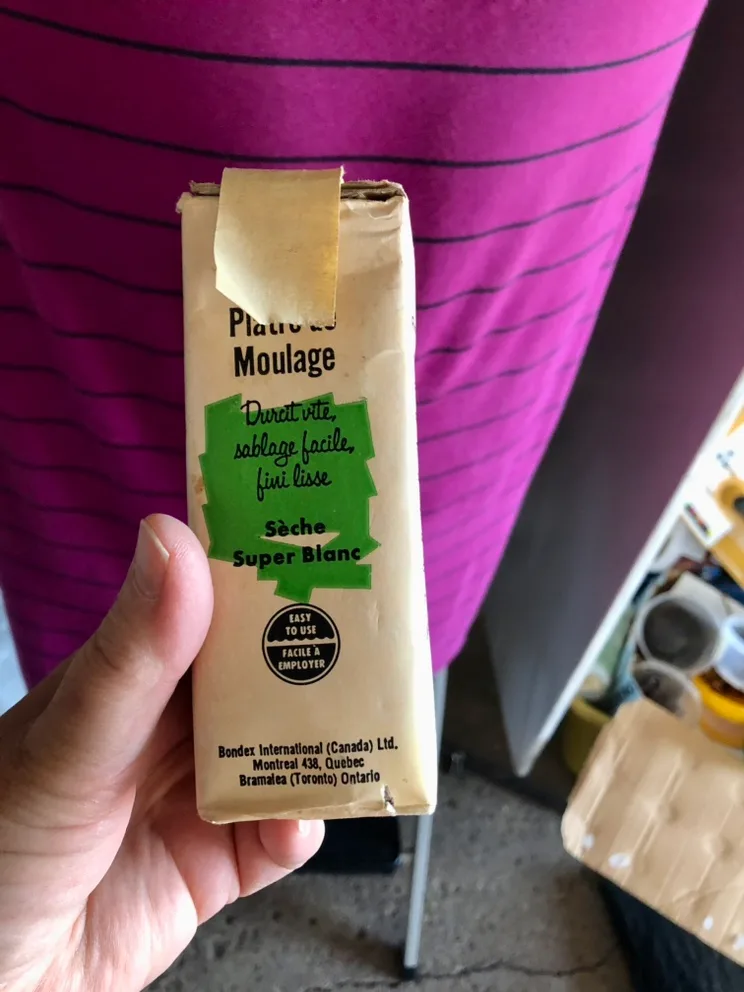 Moulage
Durcit vite,
sablage facile,
fini lisse
Sèche
Super Blanc
EASY
TO USE
FACILE À
EMPLOYER
Bondex International (Canada) Ltd.
Montreal 438, Quebec
Bramalea (Toronto) Ontario